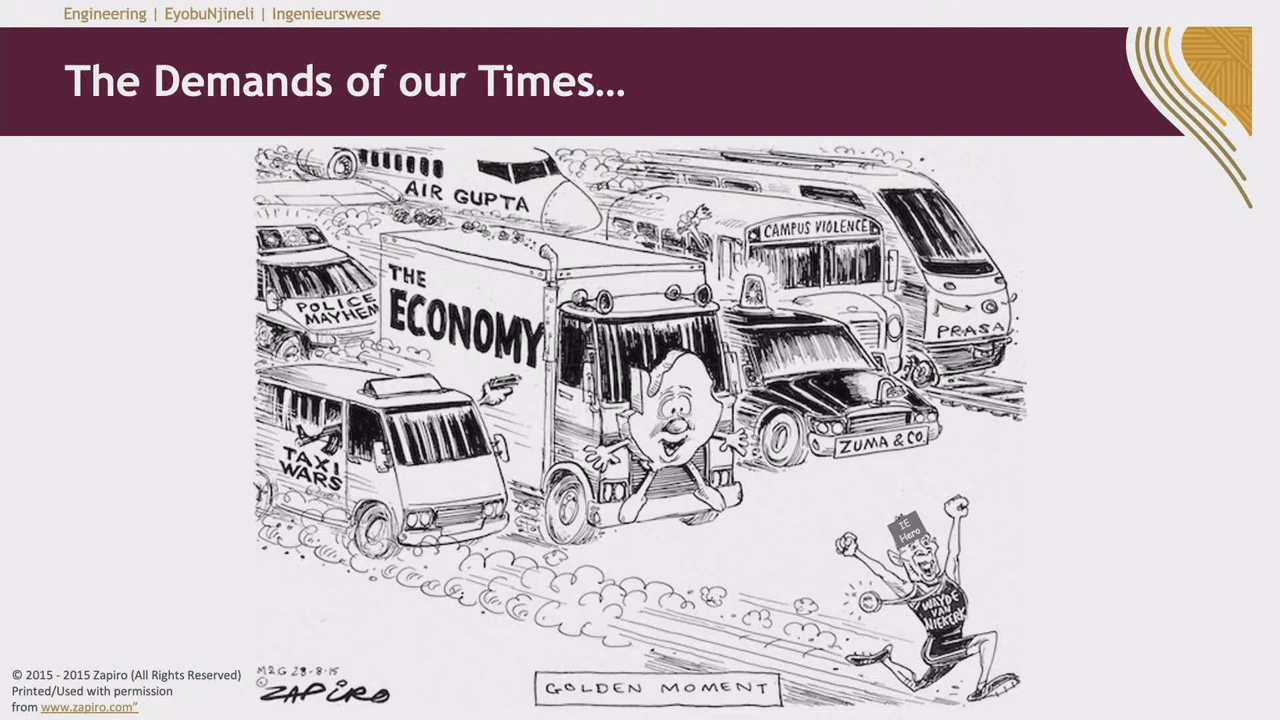 Engineering | EyobuNjineli | Ingenieurswese
The Demands of our Times…
AIR GUPTA
CAMPUS VIOLENCE
THE
ECONOMY
POLICE
MAYHEM
PRASA
ZUMA & CO.
TAXI
WARS
IE
Hero
WAYDE
VAN
NIEKERK
M&G 28-8-15
© ZAPIRO
GOLDEN MOMENT
© 2015 - 2015 Zapiro (All Rights Reserved)
Printed/Used with permission
from www.zapiro.com”